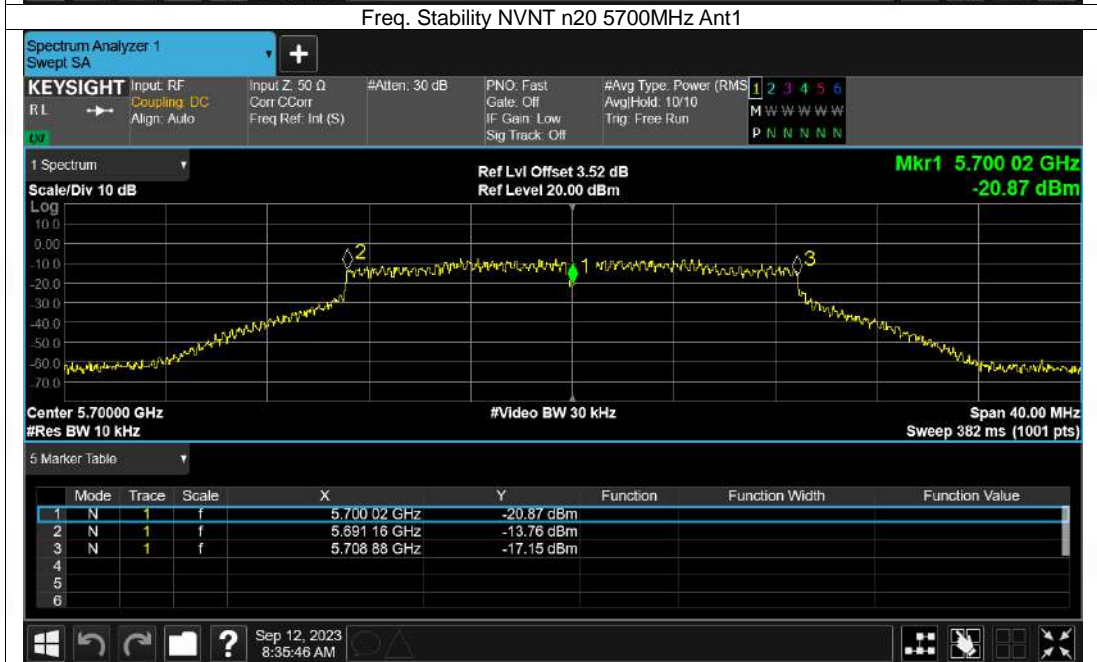 Freq. Stability NVNT n20 5700MHz Ant1
Spectrum Analyzer 1
Swept SA
+
KEYSIGHT Input: RF Input Z: 50 Ω #Atten: 30 dB PNO: Fast #Avg Type: Power (RMS 1 2 3 4 5 6
RL Coupling: DC Corr CCorr Gate: Off Avg|Hold: 10/10 M W W W W W
Align: Auto Freq Ref: Int (S) IF Gain: Low Trig: Free Run
LXI Sig Track: Off P N N N N N
1 Spectrum Ref Lvl Offset 3.52 dB Mkr1 5.700 02 GHz
Scale/Div 10 dB Ref Level 20.00 dBm -20.87 dBm
Log
10.0
0.00
-10.0
-20.0
-30.0
-40.0
-50.0
-60.0
-70.0
2
1
3
Center 5.70000 GHz #Video BW 30 kHz Span 40.00 MHz
#Res BW 10 kHz Sweep 382 ms (1001 pts)
5 Marker Table
Mode Trace Scale X Y Function Function Width Function Value
1 N 1 f 5.700 02 GHz -20.87 dBm
2 N 1 f 5.691 16 GHz -13.76 dBm
3 N 1 f 5.708 88 GHz -17.15 dBm
4
5
6
? Sep 12, 2023
8:35:46 AM